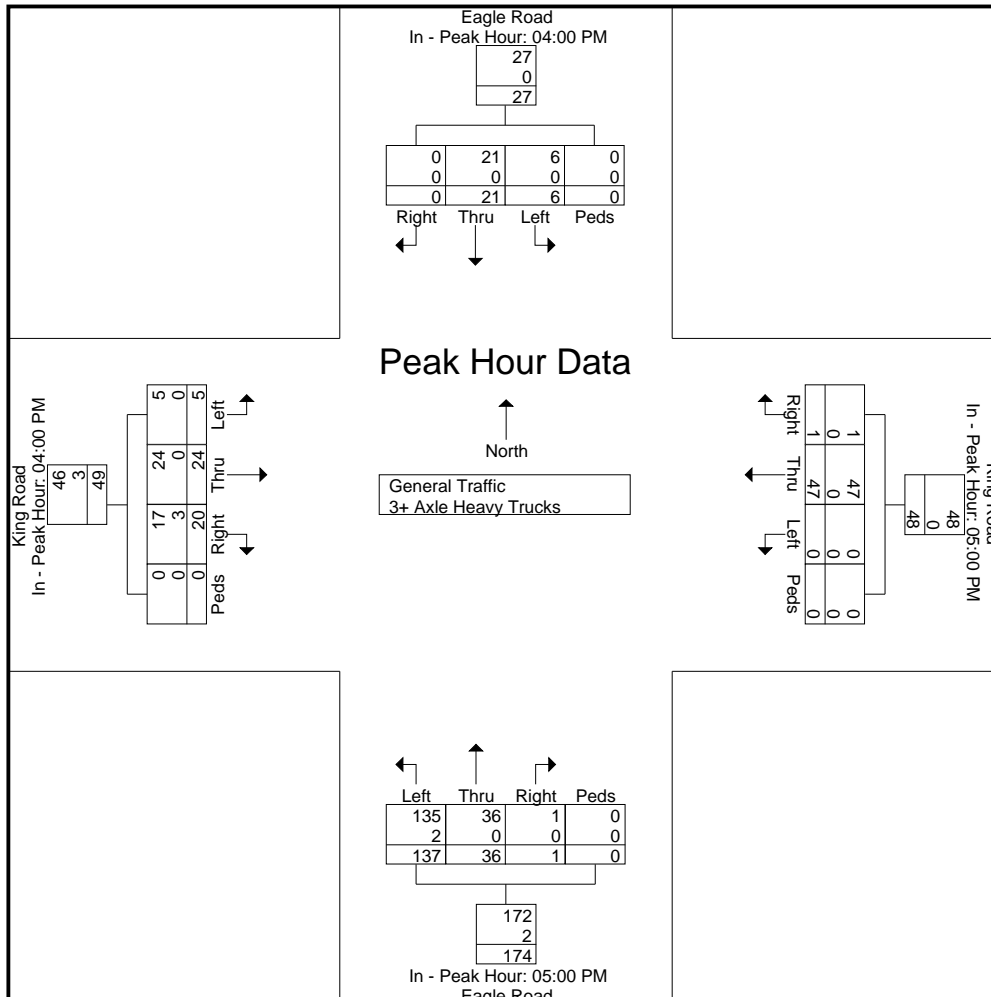 Eagle Road
In - Peak Hour: 04:00 PM
27
0
27
0 21 6 0
0 0 0 0
0 21 6 0
Right Thru Left Peds
Peak Hour Data
North
General Traffic
3+ Axle Heavy Trucks
King Road
In - Peak Hour: 04:00 PM
46
3
49
5 0 5
24 0 24
17 3 20
0 0 0
Left
Thru
Right
Peds
Right
Thru
Left
Peds
1 0 1
47 0 47
0 0 0
0 0 0
48
0
48
In - Peak Hour: 05:00 PM
King Road
Left Thru Right Peds
135 36 1 0
2 0 0 0
137 36 1 0
172
2
174
In - Peak Hour: 05:00 PM
Eagle Road